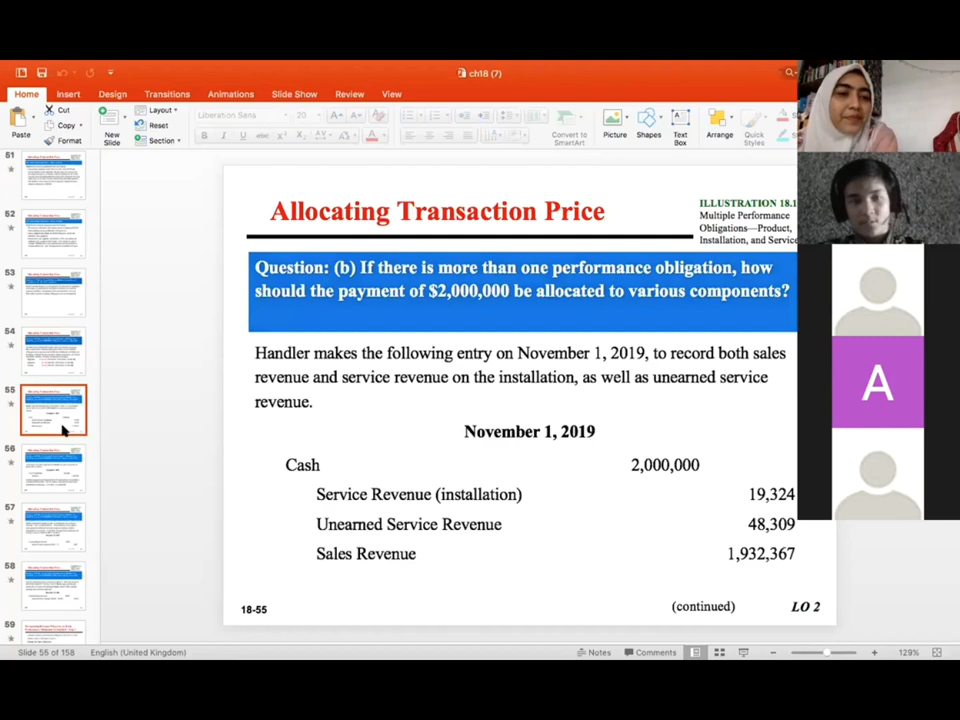 ch18 (7)
Home Insert Design Transitions Animations Slide Show Review View
Paste
Cut
Copy
Format
New
Slide
Layout
Reset
Section
Liberation Sans 20
B I U abc
Convert to
SmartArt
Picture
Shapes
Text
Box
Arrange
Quick
Styles
51
52
53
54
55
56
57
58
59
Allocating Transaction Price
ILLUSTRATION 18.1
Multiple Performance
Obligations—Product,
Installation, and Service
Question: (b) If there is more than one performance obligation, how
should the payment of $2,000,000 be allocated to various components?
Handler makes the following entry on November 1, 2019, to record both sales
revenue and service revenue on the installation, as well as unearned service
revenue.
November 1, 2019
Cash 2,000,000
Service Revenue (installation) 19,324
Unearned Service Revenue 48,309
Sales Revenue 1,932,367
(continued)
18-55 LO 2
A
Slide 55 of 158 English (United Kingdom) Notes Comments 129%